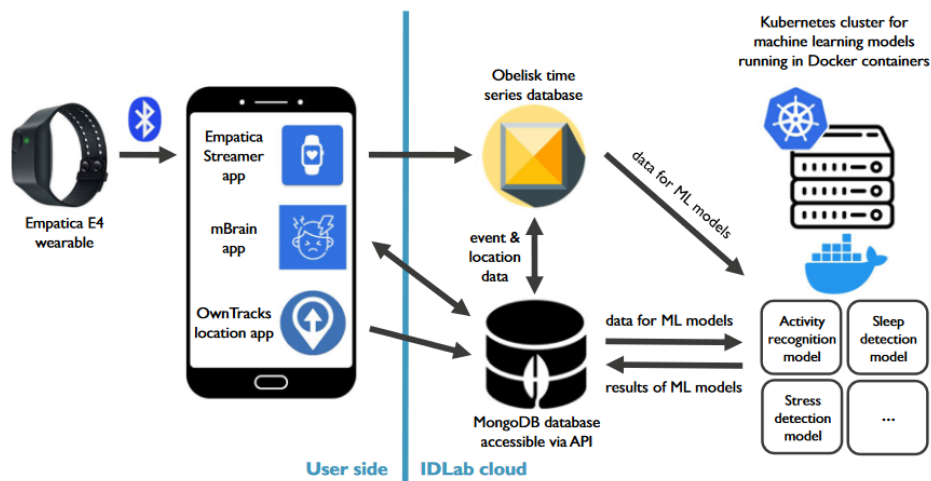 Kubernetes cluster for
machine learning models
running in Docker containers
Obelisk time
series database
Empatica
Streamer
app
Empatica E4
wearable
mBrain
app
OwnTracks
location app
event &
location
data
data for ML models
data for ML models
results of ML models
Activity
recognition
model
Sleep
detection
model
Stress
detection
model
...
MongoDB database
accessible via API
User side
IDLab cloud